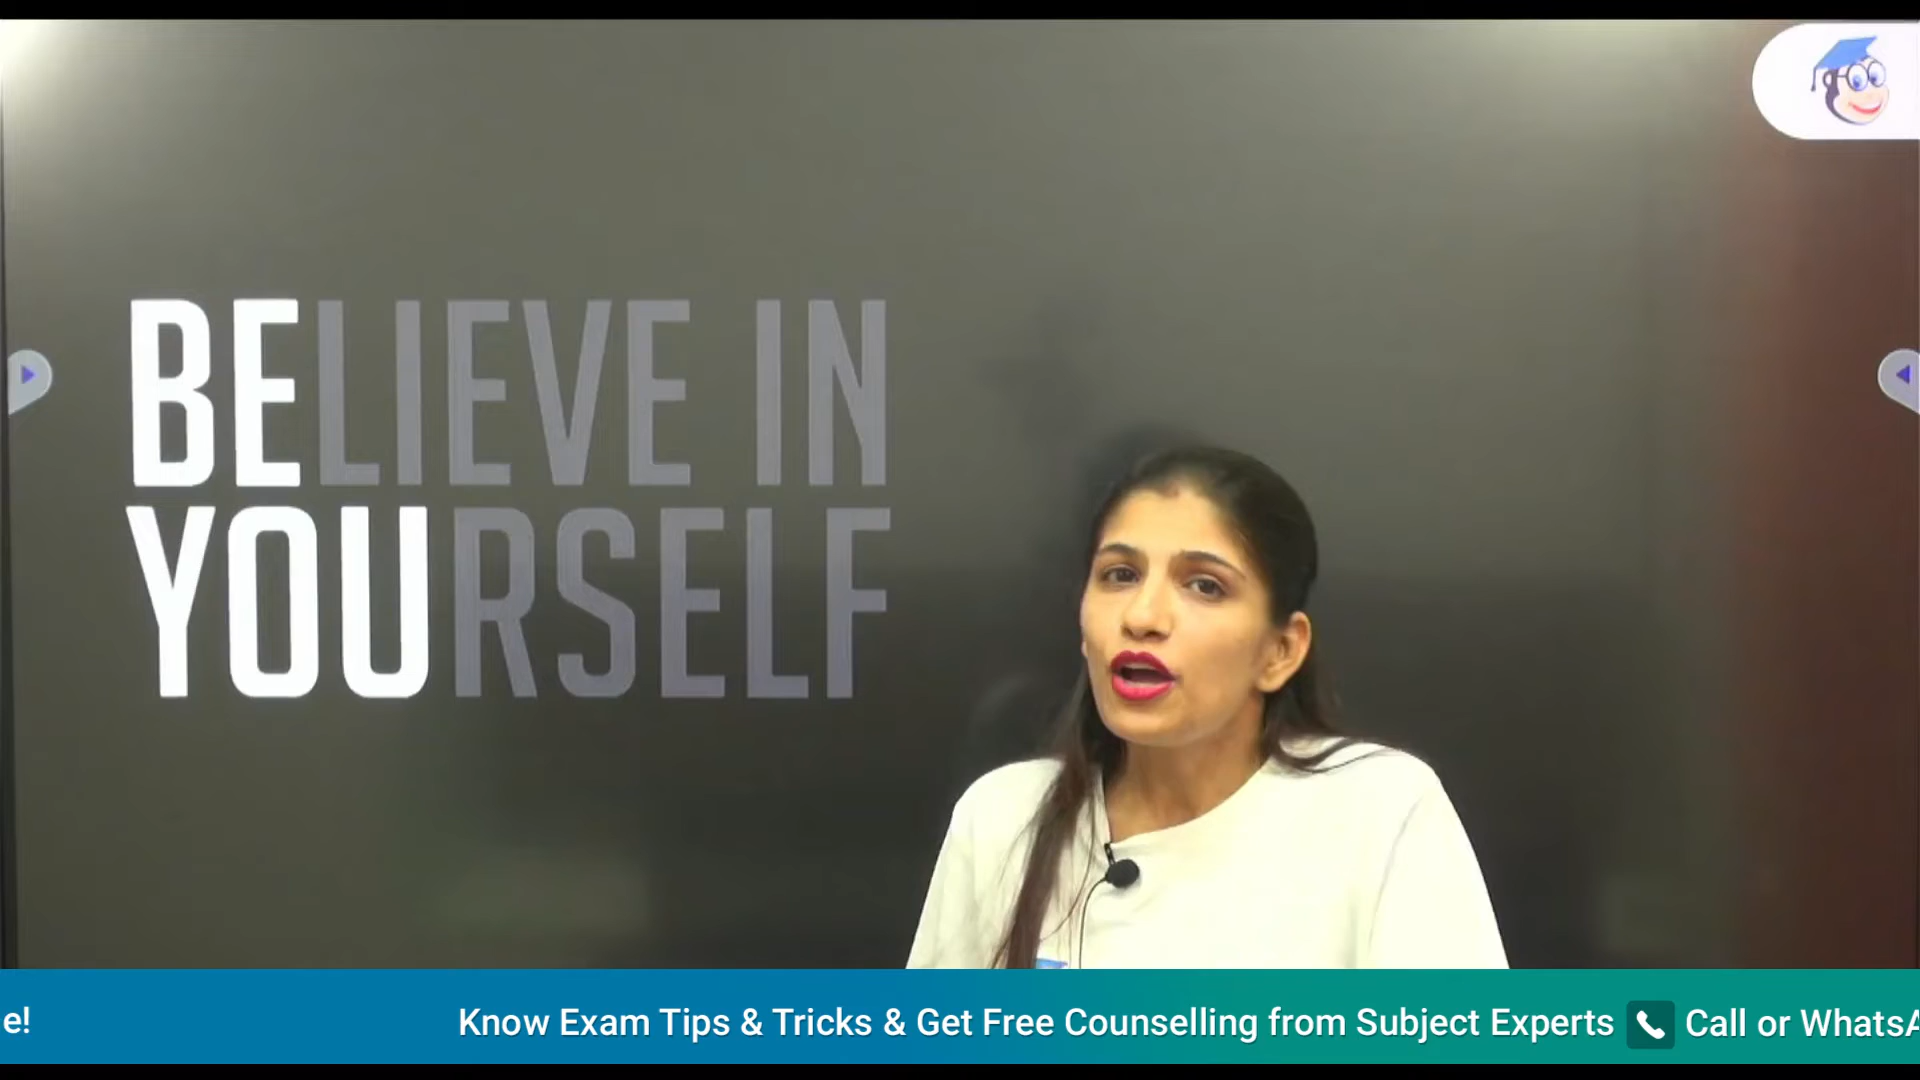 BELIEVE IN
YOURSELF
e! Know Exam Tips & Tricks & Get Free Counselling from Subject Experts Call or WhatsA